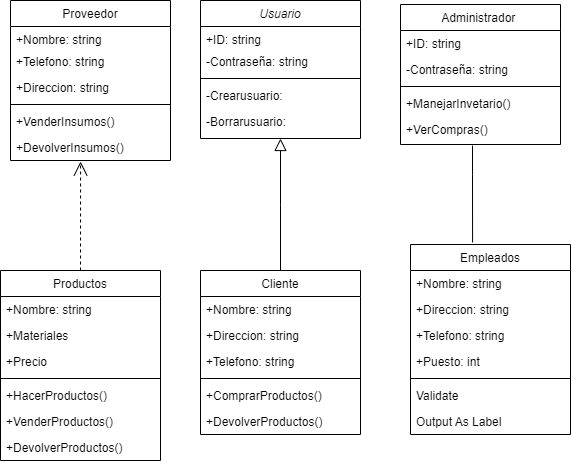 Proveedor
+Nombre: string
+Telefono: string
+Direccion: string
+VenderInsumos()
+DevolverInsumos()
Usuario
+ID: string
-Contraseña: string
-Crearusuario:
-Borrarusuario:
Administrador
+ID: string
-Contraseña: string
+ManejarInvetario()
+VerCompras()
Productos
+Nombre: string
+Materiales
+Precio
+HacerProductos()
+VenderProductos()
+DevolverProductos()
Cliente
+Nombre: string
+Direccion: string
+Telefono: string
+ComprarProductos()
+DevolverProductos()
Empleados
+Nombre: string
+Direccion: string
+Telefono: string
+Puesto: int
Validate
Output As Label